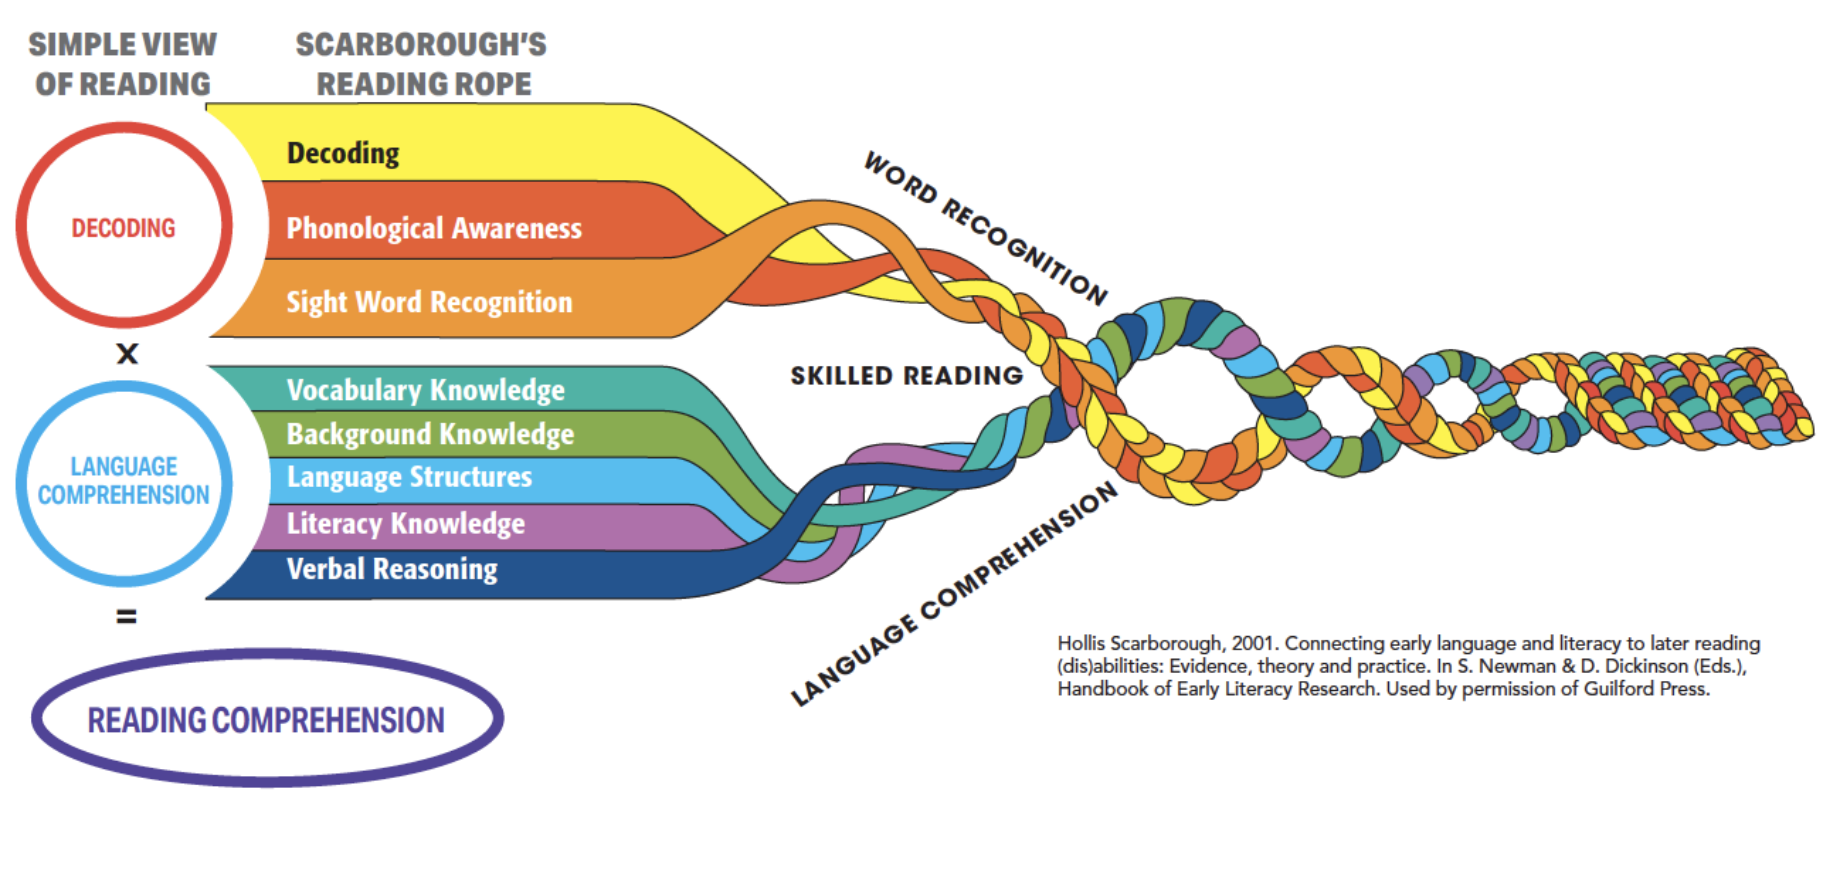 SIMPLE VIEW
OF READING
SCARBOROUGH'S
READING ROPE
DECODING
X
LANGUAGE
COMPREHENSION
=
READING COMPREHENSION
Decoding
Phonological Awareness
Sight Word Recognition
Vocabulary Knowledge
Background Knowledge
Language Structures
Literacy Knowledge
Verbal Reasoning
WORD RECOGNITION
SKILLED READING
LANGUAGE COMPREHENSION
Hollis Scarborough, 2001. Connecting early language and literacy to later reading
(dis)abilities: Evidence, theory and practice. In S. Newman & D. Dickinson (Eds.),
Handbook of Early Literacy Research. Used by permission of Guilford Press.